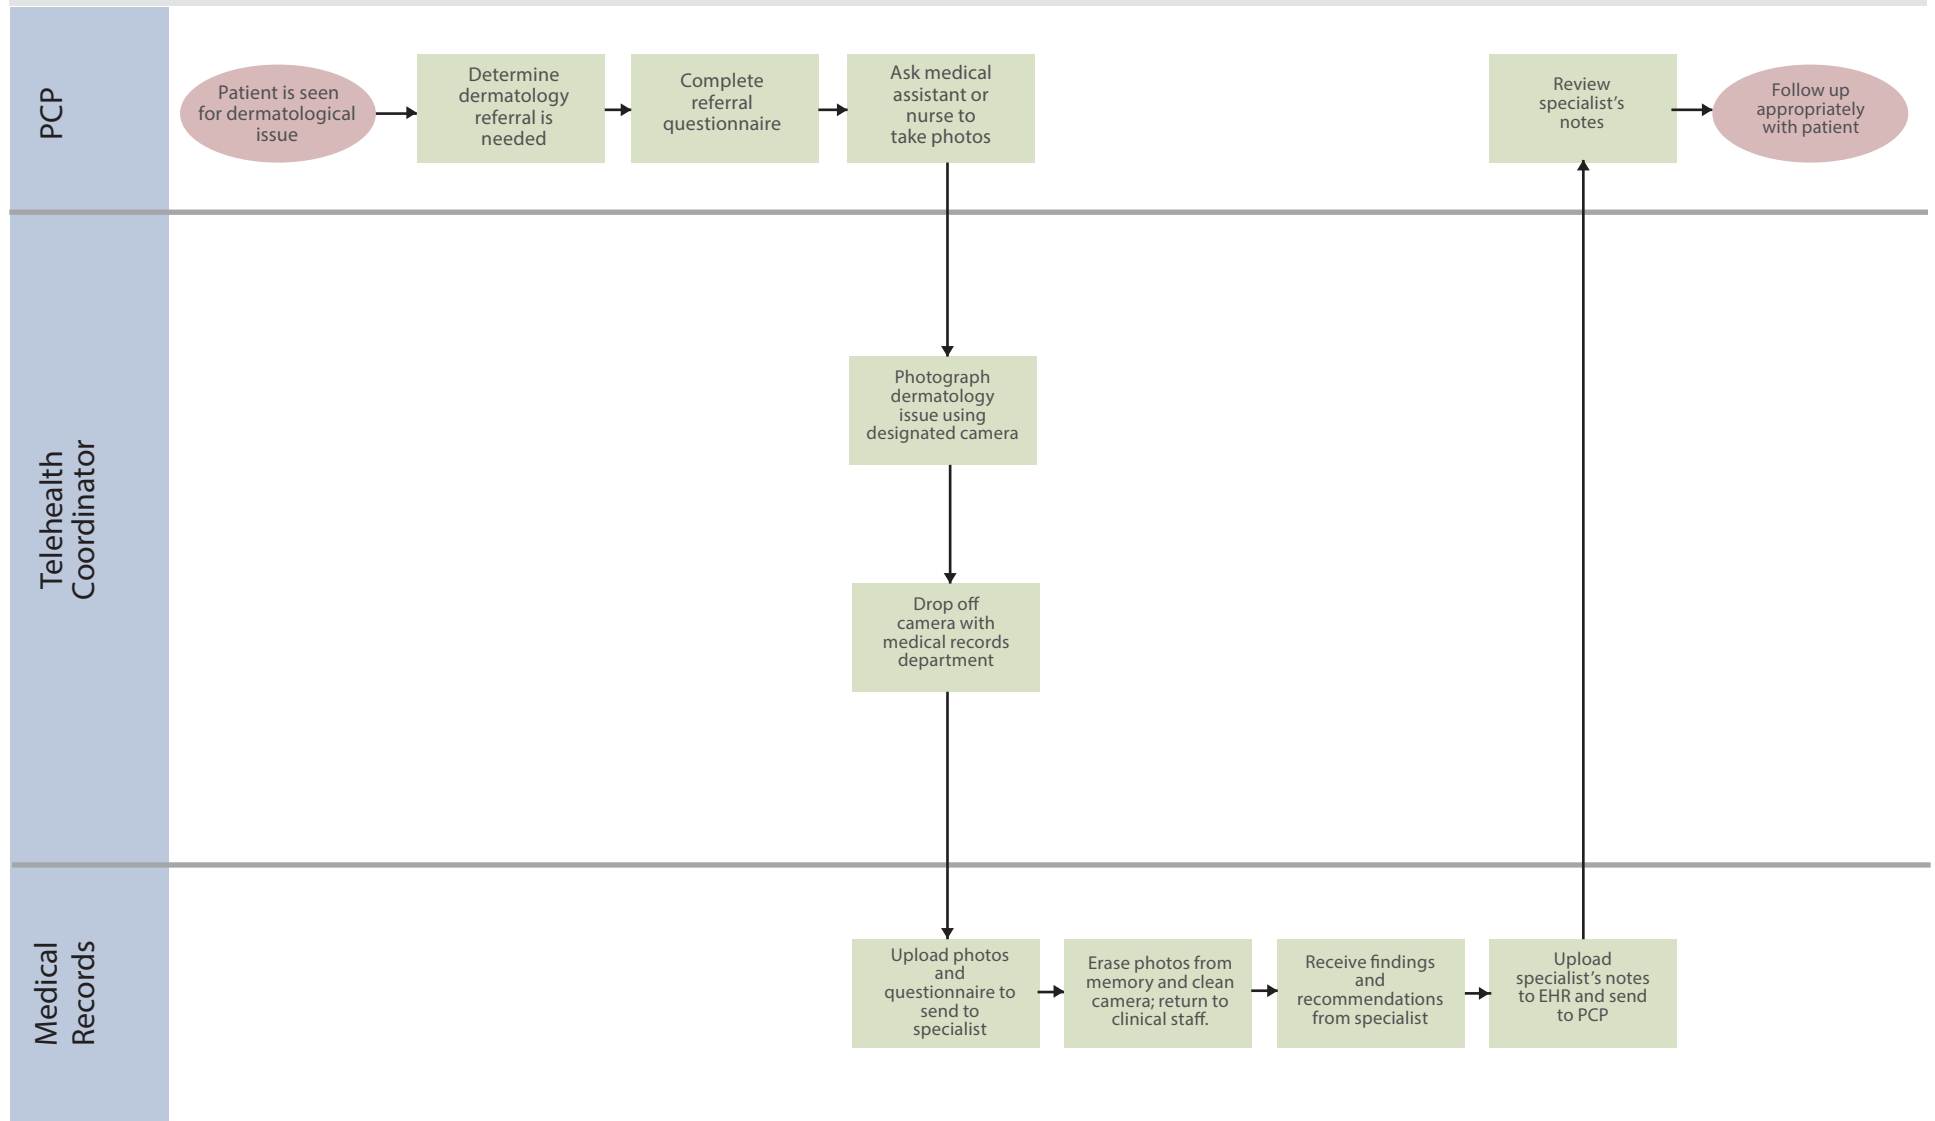 PCP
Patient is seen
for dermatological
issue
Determine
dermatology
referral is
needed
Complete
referral
questionnaire
Ask medical
assistant or
nurse to
take photos
Review
specialist's
notes
Follow up
appropriately
with patient
Telehealth
Coordinator
Photograph
dermatology
issue using
designated camera
Drop off
camera with
medical records
department
Medical
Records
Upload photos
and
questionnaire to
send to
specialist
Erase photos from
memory and clean
camera; return to
clinical staff.
Receive findings
and
recommendations
from specialist
Upload
specialist's notes
to EHR and send
to PCP